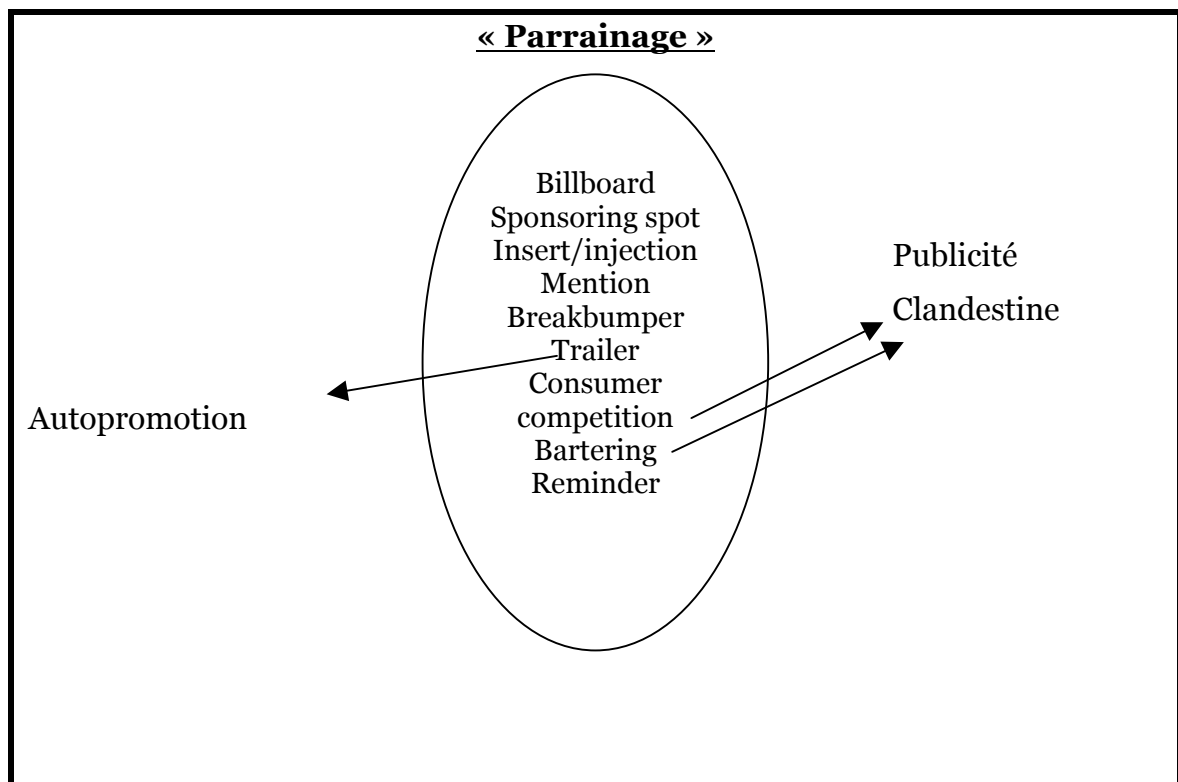 « Parrainage »
Billboard
Sponsoring spot
Insert/injection
Mention
Breakbumper
Trailer
Consumer
competition
Bartering
Reminder
Publicité
Clandestine
Autopromotion